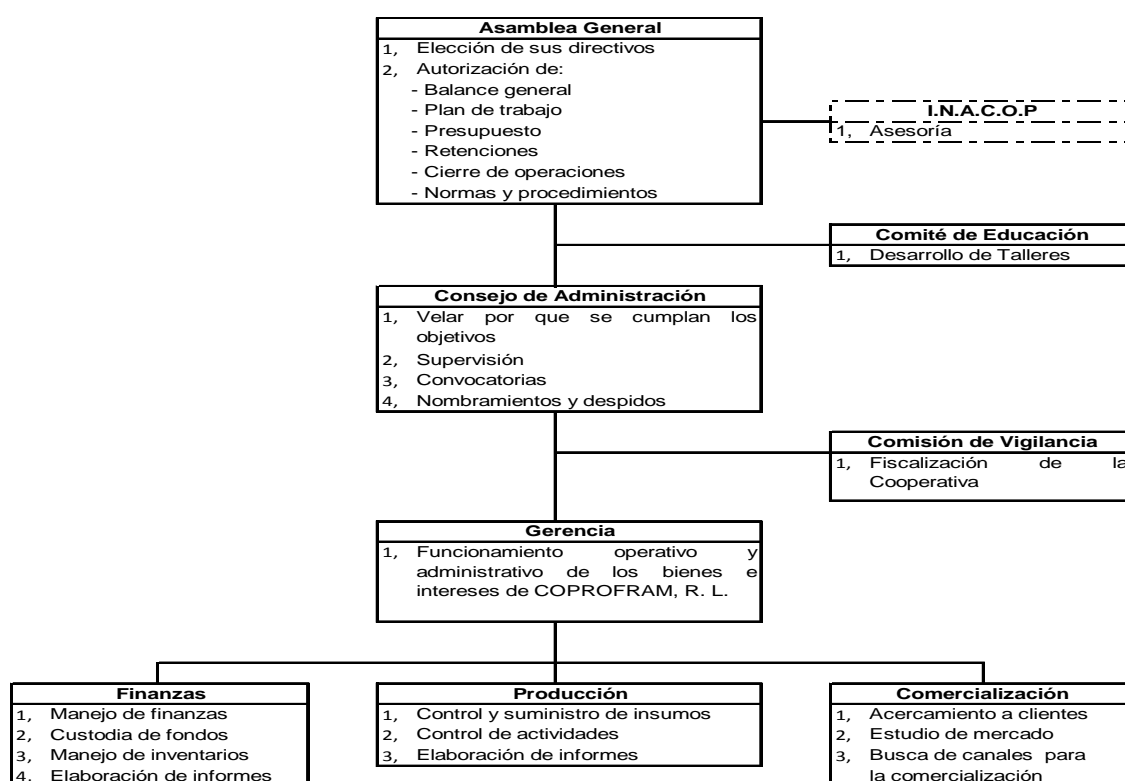 Asamblea General
1, Elección de sus directivos
2, Autorización de:
- Balance general
- Plan de trabajo
- Presupuesto
- Retenciones
- Cierre de operaciones
- Normas y procedimientos
I.N.A.C.O.P
1, Asesoría
Comité de Educación
1, Desarrollo de Talleres
Consejo de Administración
1, Velar por que se cumplan los
objetivos
2, Supervisión
3, Convocatorias
4, Nombramientos y despidos
Comisión de Vigilancia
1, Fiscalización de la
Cooperativa
Gerencia
1, Funcionamiento operativo y
administrativo de los bienes e
intereses de COPROFRAM, R. L.
Finanzas
1, Manejo de finanzas
2, Custodia de fondos
3, Manejo de inventarios
4. Elaboración de informes
Producción
1, Control y suministro de insumos
2, Control de actividades
3, Elaboración de informes
Comercialización
1, Acercamiento a clientes
2, Estudio de mercado
3, Busca de canales para
la comercialización